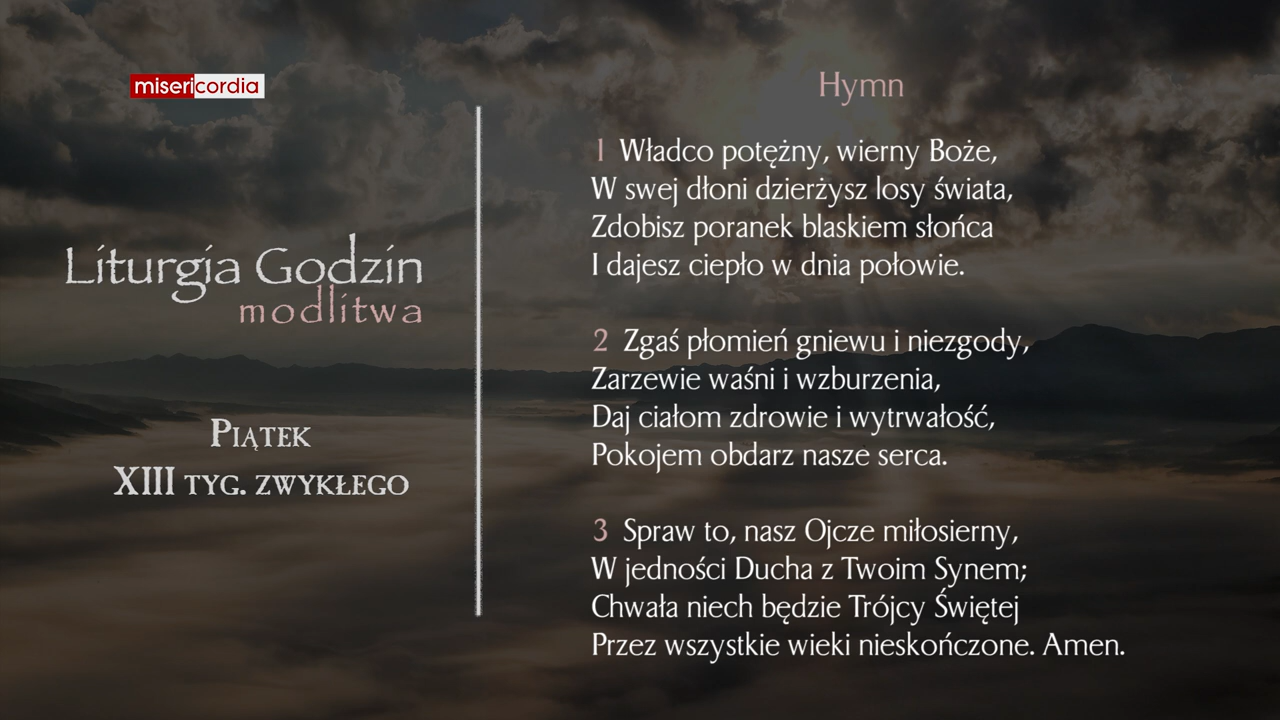 misericordia
Liturgia Godzin
modlitwa
Piątek
XIII tyg. zwykłego
Hymn
1 Władco potężny, wierny Boże,
W swej dłoni dzierżysz losy świata,
Zdobisz poranek blaskiem słońca
I dajesz ciepło w dnia połowie.
2 Zgaś płomień gniewu i niezgody,
Zarzewie waśni i wzburzenia,
Daj ciałom zdrowie i wytrwałość,
Pokojem obdarz nasze serca.
3 Spraw to, nasz Ojcze miłosierny,
W jedności Ducha z Twoim Synem;
Chwała niech będzie Trójcy Świętej
Przez wszystkie wieki nieskończone. Amen.